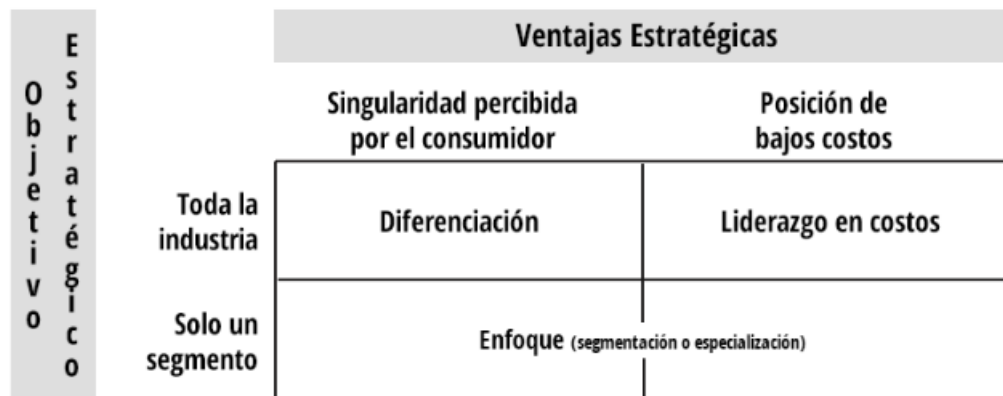 Objetivo
Estratégico
Ventajas Estratégicas
Singularidad percibida
por el consumidor
Posición de
bajos costos
Toda la
industria
Diferenciación
Liderazgo en costos
Solo un
segmento
Enfoque (segmentación o especialización)